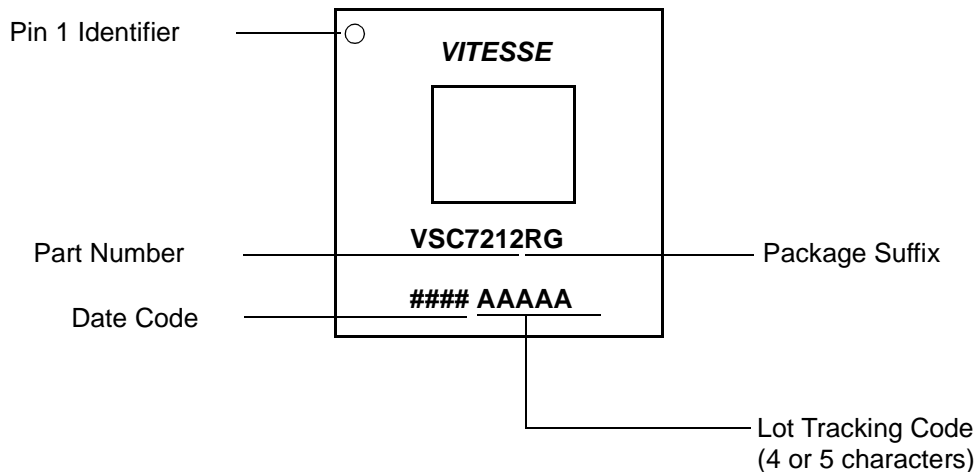 Pin 1 Identifier
VITESSE
VSC7212RG
Part Number
Package Suffix
#### AAAAA
Date Code
Lot Tracking Code
(4 or 5 characters)